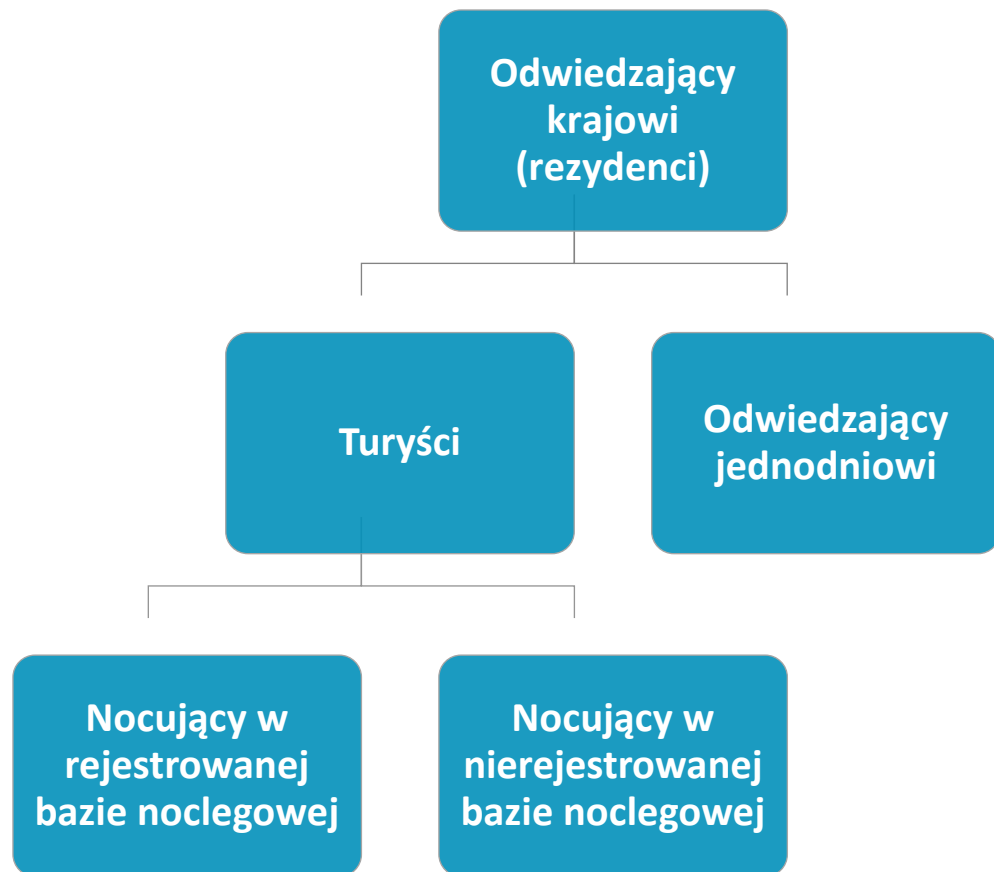 Odwiedzający
krajowi
(rezydenci)
Turyści
Odwiedzający
jednodniowi
Nocujący w
rejestrowanej
bazie noclegowej
Nocujący w
nierejestrowanej
bazie noclegowej